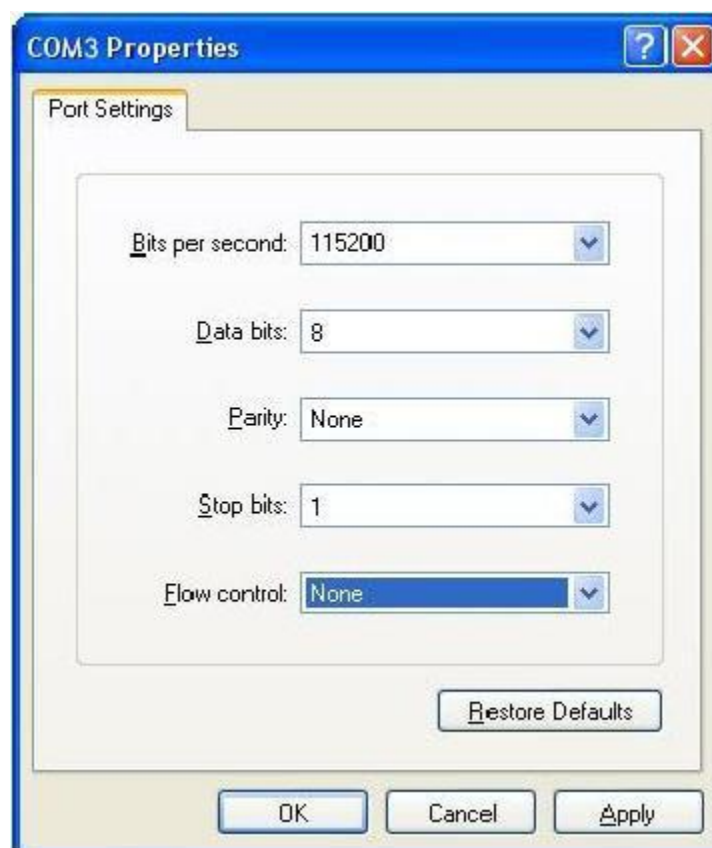 COM3 Properties
Port Settings
Bits per second: 115200
Data bits: 8
Parity: None
Stop bits: 1
Flow control: None
Restore Defaults
OK Cancel Apply